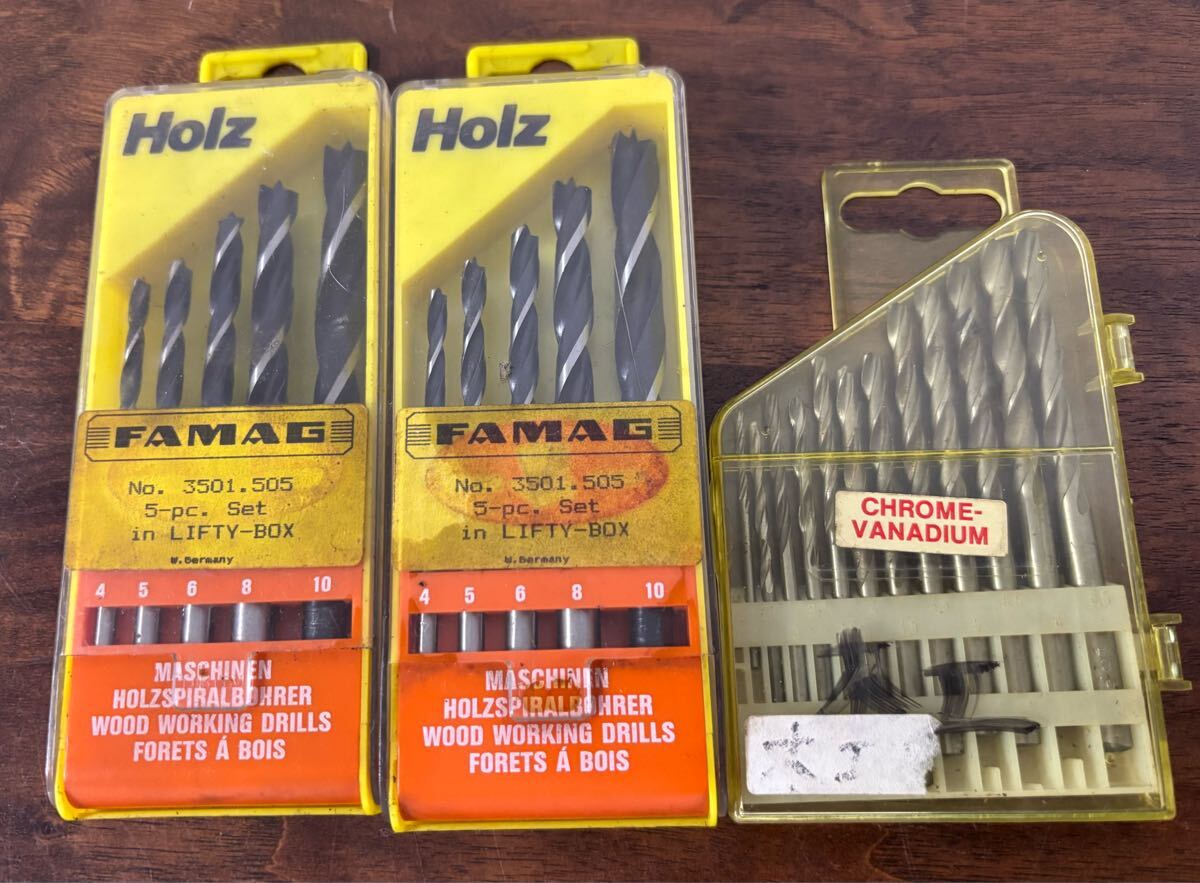 Holz
FAMAG
No. 3501.505
5-pc. Set
in LIFTY-BOX
W.Germany
4 5 6 8 10
MASCHINEN
HOLZSPIRALBOHRER
WOOD WORKING DRILLS
FORETS Á BOIS
Holz
FAMAG
No. 3501.505
5-pc. Set
in LIFTY-BOX
W.Germany
4 5 6 8 10
MASCHINEN
HOLZSPIRALBOHRER
WOOD WORKING DRILLS
FORETS Á BOIS
CHROME-
VANADIUM
木工